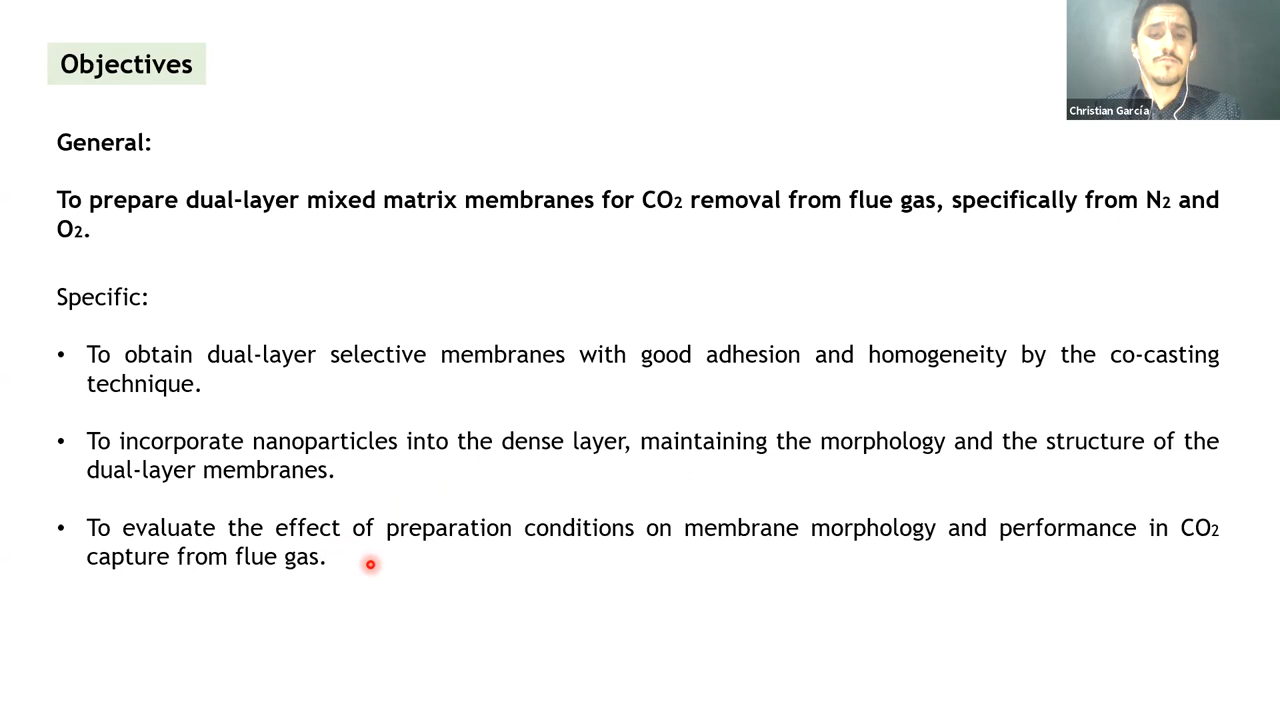 Objectives
Christian García
General:
To prepare dual-layer mixed matrix membranes for CO₂ removal from flue gas, specifically from N₂ and
O₂.
Specific:
• To obtain dual-layer selective membranes with good adhesion and homogeneity by the co-casting
technique.
• To incorporate nanoparticles into the dense layer, maintaining the morphology and the structure of the
dual-layer membranes.
• To evaluate the effect of preparation conditions on membrane morphology and performance in CO₂
capture from flue gas.